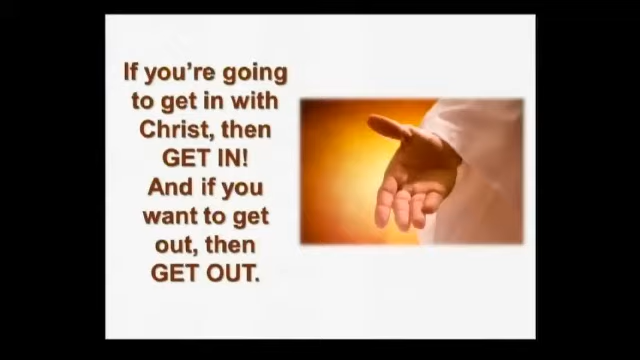 If you're going
to get in with
Christ, then
GET IN!
And if you
want to get
out, then
GET OUT.